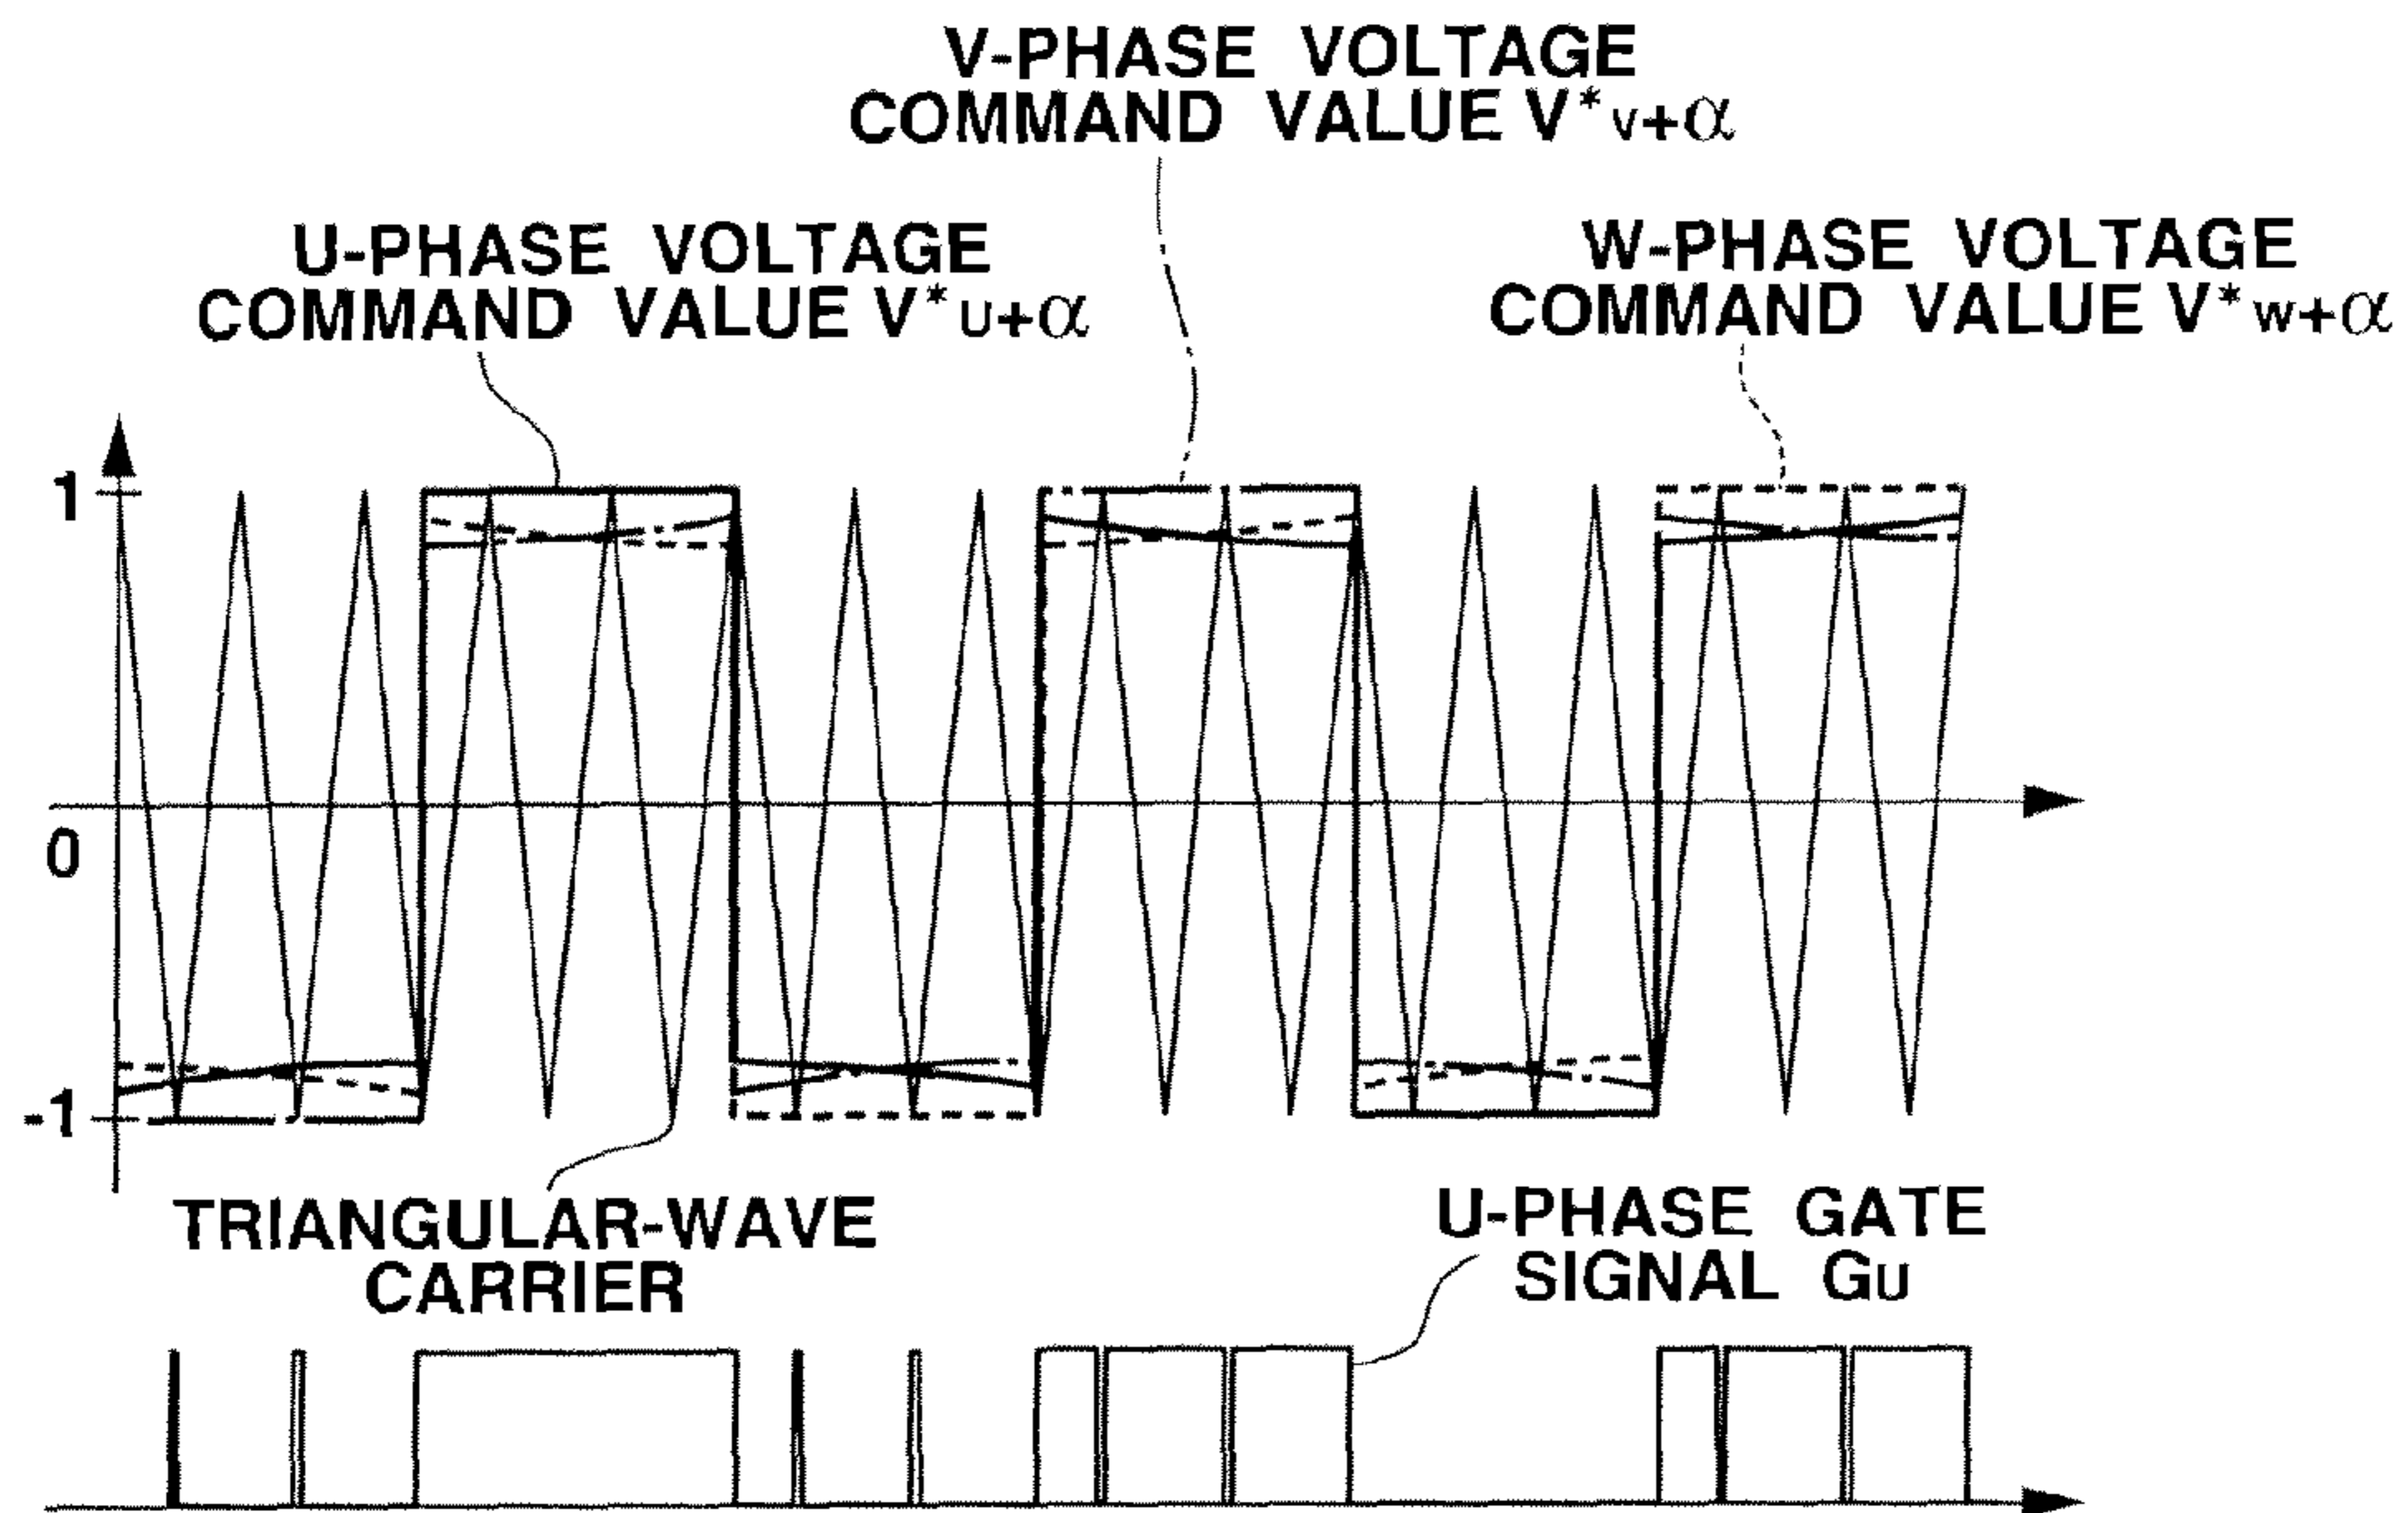 V-PHASE VOLTAGE
COMMAND VALUE V*v+α
U-PHASE VOLTAGE
COMMAND VALUE V*U+α
W-PHASE VOLTAGE
COMMAND VALUE V*w+α
1
0
-1
TRIANGULAR-WAVE
CARRIER
U-PHASE GATE
SIGNAL GU